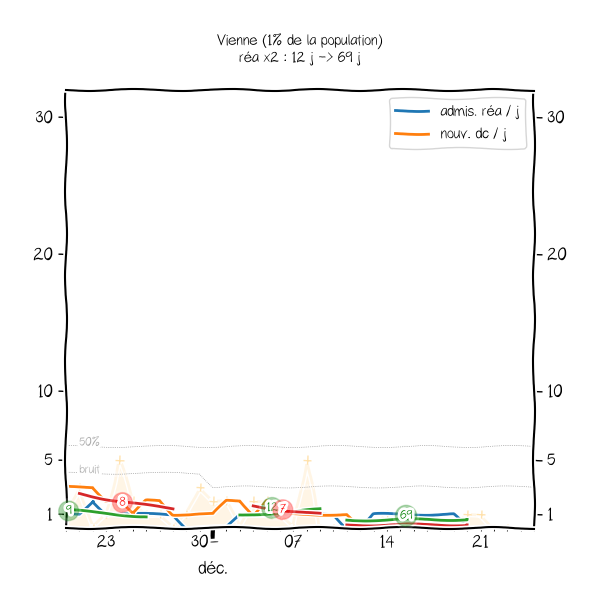 Vienne (1% de la population)
réa x2 : 12 j -> 69 j
admis. réa / j
nouv. dc / j
30 30
20 20
10 10
50%
5 5
bruit
9 8 12 7 69
1 1
23 30 07 14 21
déc.